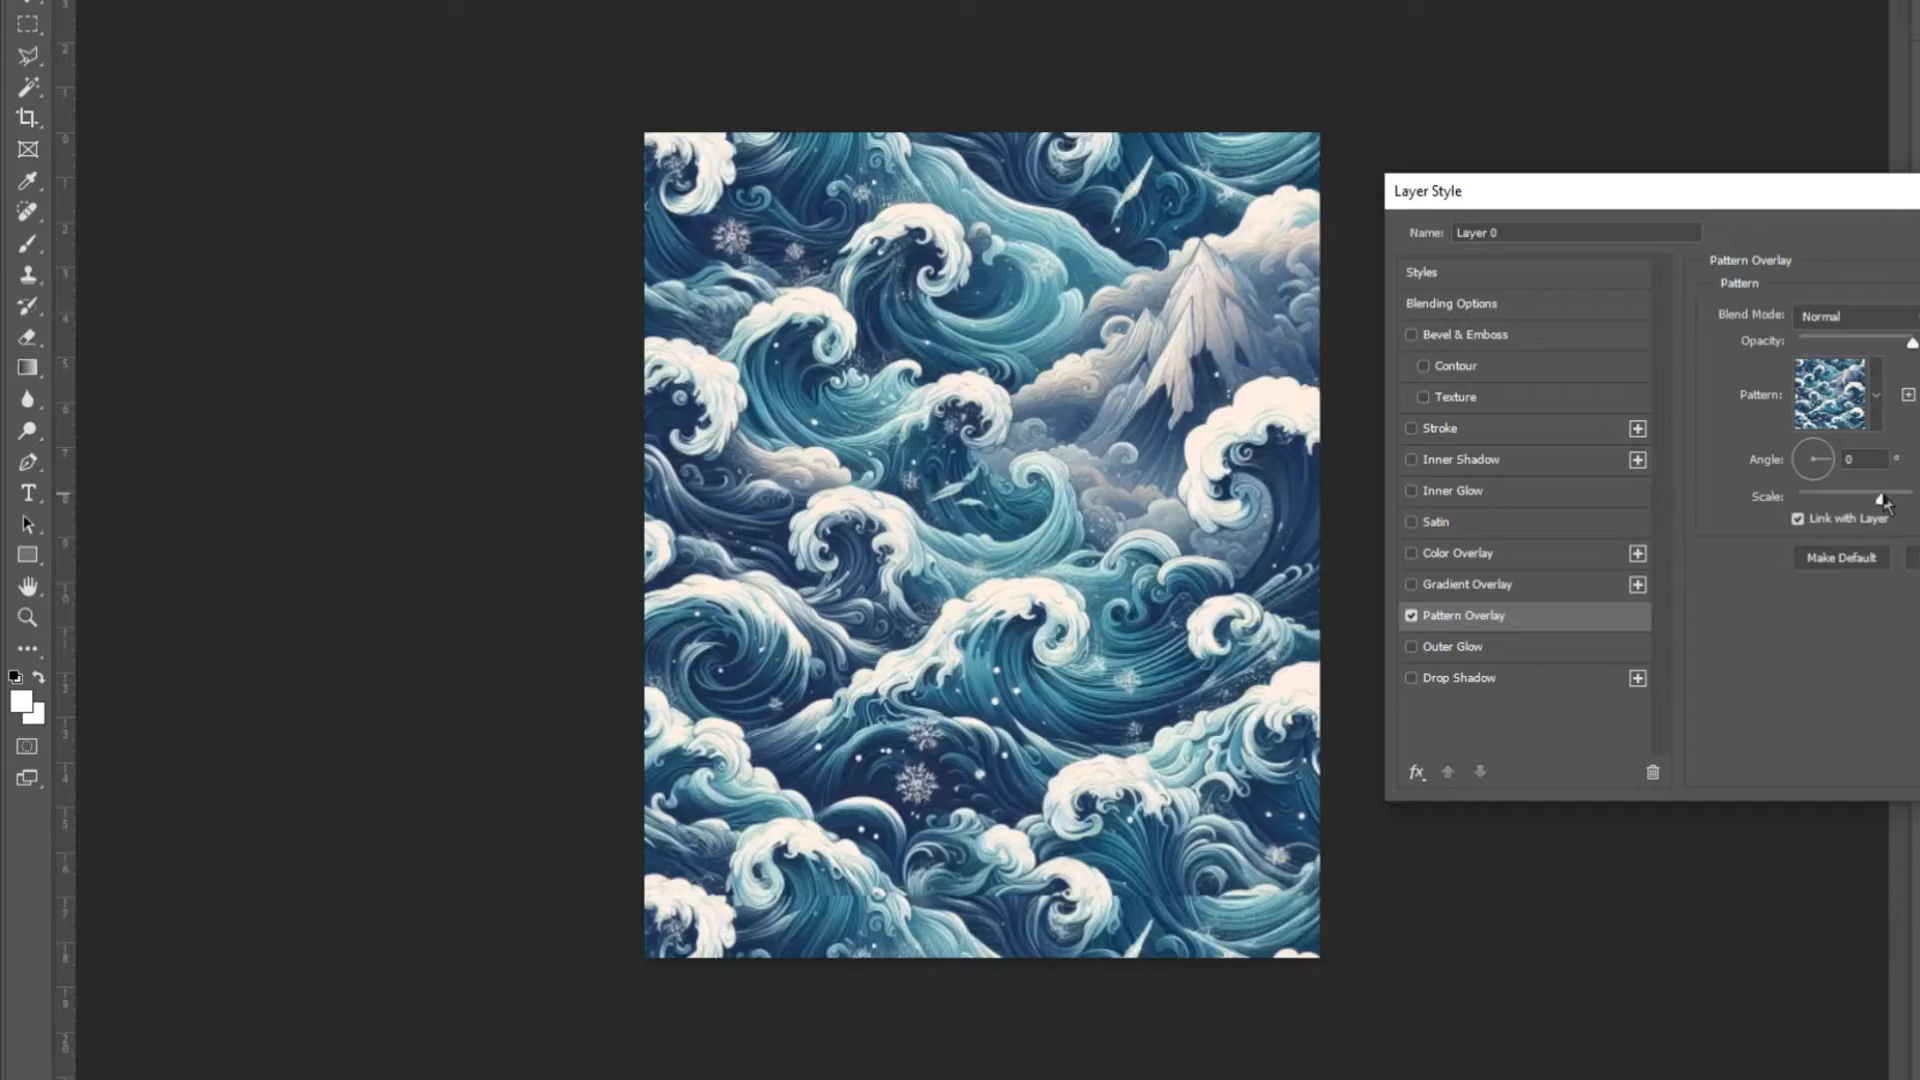 Layer Style
Name: Layer 0
Styles
Blending Options
Bevel & Emboss
Contour
Texture
Stroke
Inner Shadow
Inner Glow
Satin
Color Overlay
Gradient Overlay
Pattern Overlay
Outer Glow
Drop Shadow
fx
Pattern Overlay
Pattern
Blend Mode: Normal
Opacity:
Pattern:
Angle: 0 °
Scale:
Link with Layer
Make Default